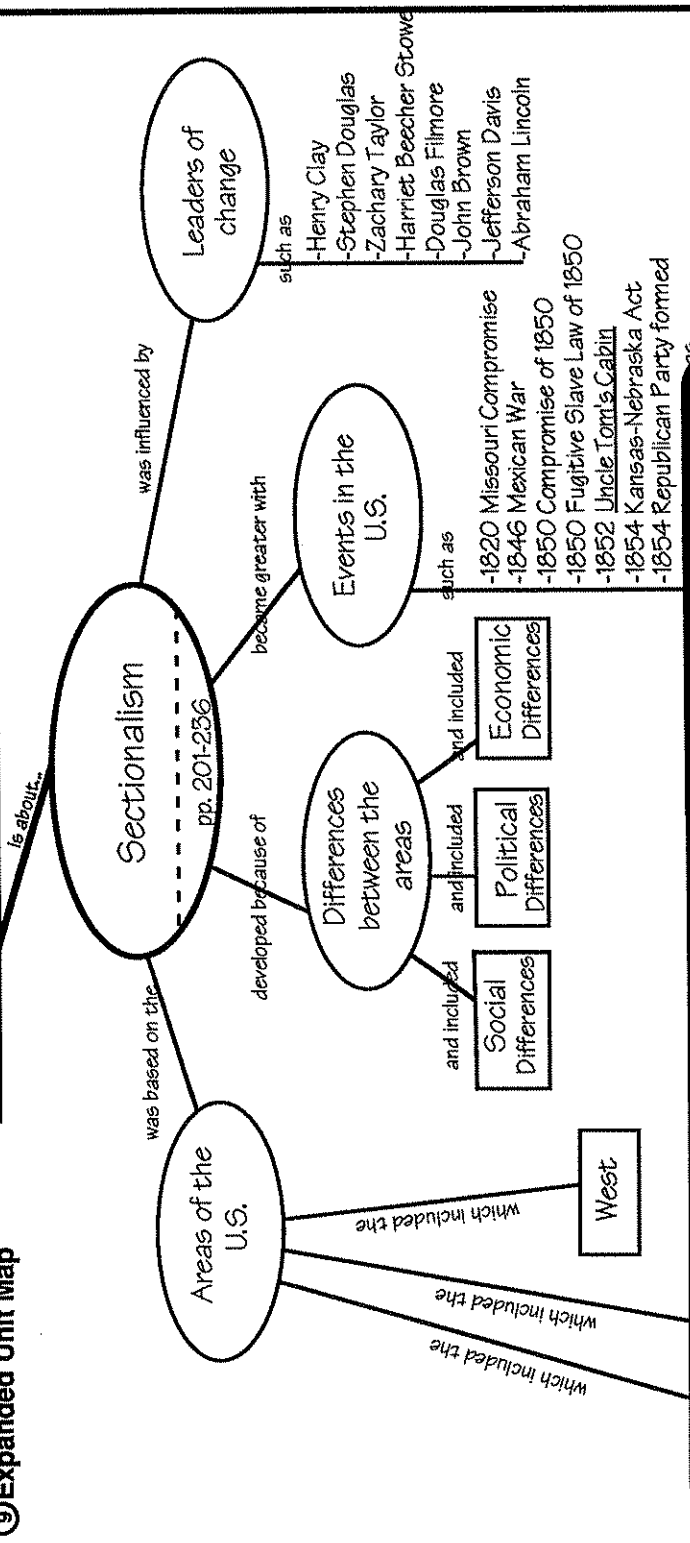 ⑨Expanded Unit Map
is about...
Sectionalism
pp. 201-236
was based on the
Areas of the
U.S.
which included the
which included the
which included the
West
developed because of
Differences
between the
areas
and included
Social
Differences
and included
Political
Differences
and included
Economic
Differences
became greater with
Events in the
U.S.
such as
-1820 Missouri Compromise
-1846 Mexican War
-1850 Compromise of 1850
-1850 Fugitive Slave Law of 1850
-1852 Uncle Tom's Cabin
-1854 Kansas-Nebraska Act
-1854 Republican Party formed
was influenced by
Leaders of
change
such as
-Henry Clay
-Stephen Douglas
-Zachary Taylor
-Harriet Beecher Stowe
-Douglas Filmore
-John Brown
-Jefferson Davis
-Abraham Lincoln